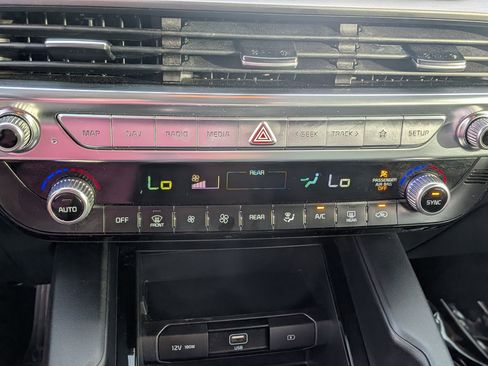 MAP NAV RADIO MEDIA < SEEK TRACK > SETUP
Lo REAR Lo PASSENGER
AIR BAG
OFF
AUTO OFF FRONT REAR A/C REAR SYNC
12V 180W USB